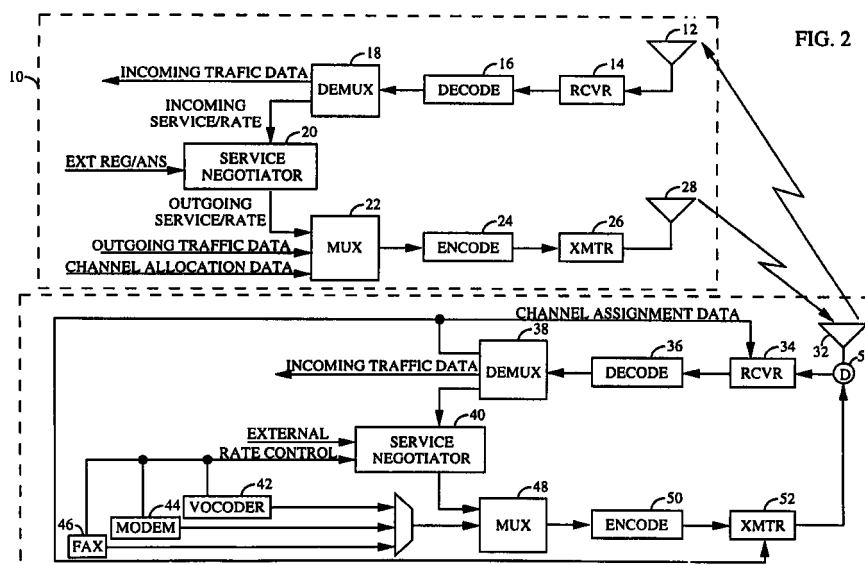 FIG. 2
10
12
INCOMING TRAFIC DATA
18
DEMUX
16
DECODE
14
RCVR
INCOMING
SERVICE/RATE
20
EXT REG/ANS
SERVICE
NEGOTIATOR
OUTGOING
SERVICE/RATE
22
MUX
24
ENCODE
26
XMTR
28
OUTGOING TRAFFIC DATA
CHANNEL ALLOCATION DATA
CHANNEL ASSIGNMENT DATA
32
38
DEMUX
36
DECODE
34
RCVR
D
INCOMING TRAFFIC DATA
40
EXTERNAL
RATE CONTROL
SERVICE
NEGOTIATOR
42
VOCODER
44
MODEM
46
FAX
48
MUX
50
ENCODE
52
XMTR